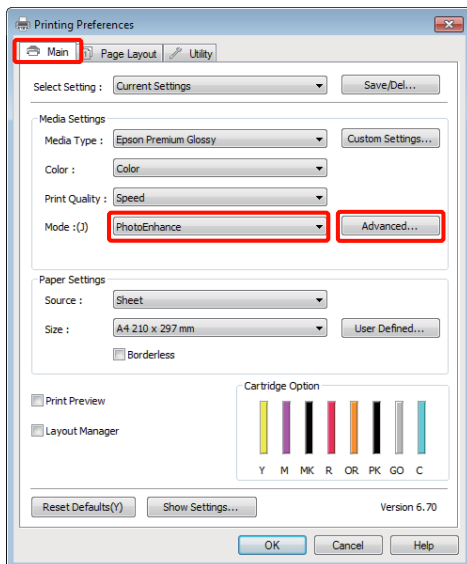 Printing Preferences
Main Page Layout Utility
Select Setting : Current Settings Save/Del...
Media Settings
Media Type : Epson Premium Glossy Custom Settings...
Color : Color
Print Quality : Speed
Mode :(J) PhotoEnhance Advanced...
Paper Settings
Source : Sheet
Size : A4 210 x 297 mm User Defined...
Borderless
Cartridge Option
Print Preview
Layout Manager
Y M MK R OR PK GO C
Reset Defaults(Y) Show Settings... Version 6.70
OK Cancel Help